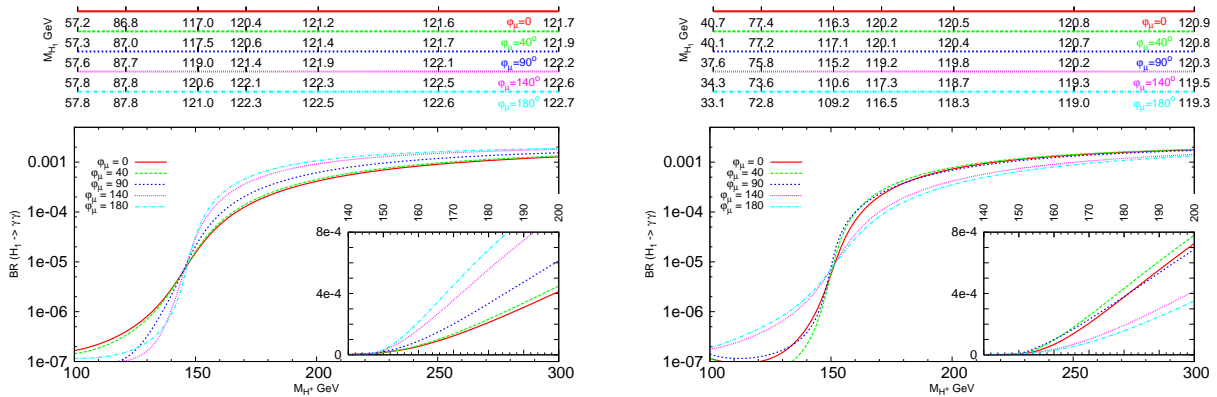 M_H1 GeV
φμ=0
57.2 86.8 117.0 120.4 121.2 121.6 121.7
φμ=40°
57.3 87.0 117.5 120.6 121.4 121.7 121.9
φμ=90°
57.6 87.7 119.0 121.4 121.9 122.1 122.2
φμ=140°
57.8 87.8 120.6 122.1 122.3 122.5 122.6
φμ=180°
57.8 87.8 121.0 122.3 122.5 122.6 122.7
BR (H1 -> γγ)
0.001
1e-04
1e-05
1e-06
1e-07
φμ = 0
φμ = 40
φμ = 90
φμ = 140
φμ = 180
140 150 160 170 180 190 200
8e-4
4e-4
0
100 150 200 250 300
M_H+ GeV
M_H1 GeV
φμ=0
40.7 77.4 116.3 120.2 120.5 120.8 120.9
φμ=40°
40.1 77.2 117.1 120.1 120.4 120.7 120.8
φμ=90°
37.6 75.8 115.2 119.2 119.8 120.2 120.3
φμ=140°
34.3 73.6 110.6 117.3 118.7 119.3 119.5
φμ=180°
33.1 72.8 109.2 116.5 118.3 119.0 119.3
BR (H1 -> γγ)
0.001
1e-04
1e-05
1e-06
1e-07
φμ = 0
φμ = 40
φμ = 90
φμ = 140
φμ = 180
140 150 160 170 180 190 200
8e-4
4e-4
0
100 150 200 250 300
M_H+ GeV